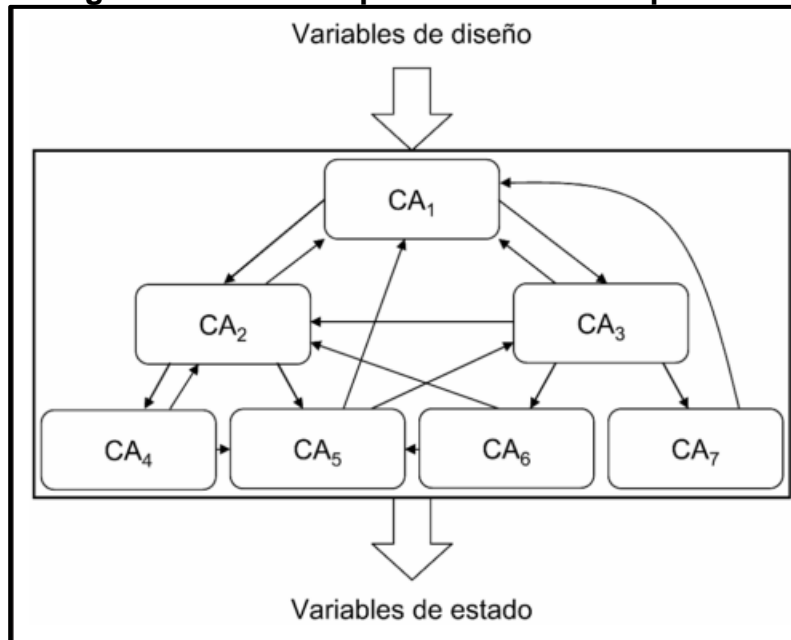 Variables de diseño
CA₁
CA₂ CA₃
CA₄ CA₅ CA₆ CA₇
Variables de estado